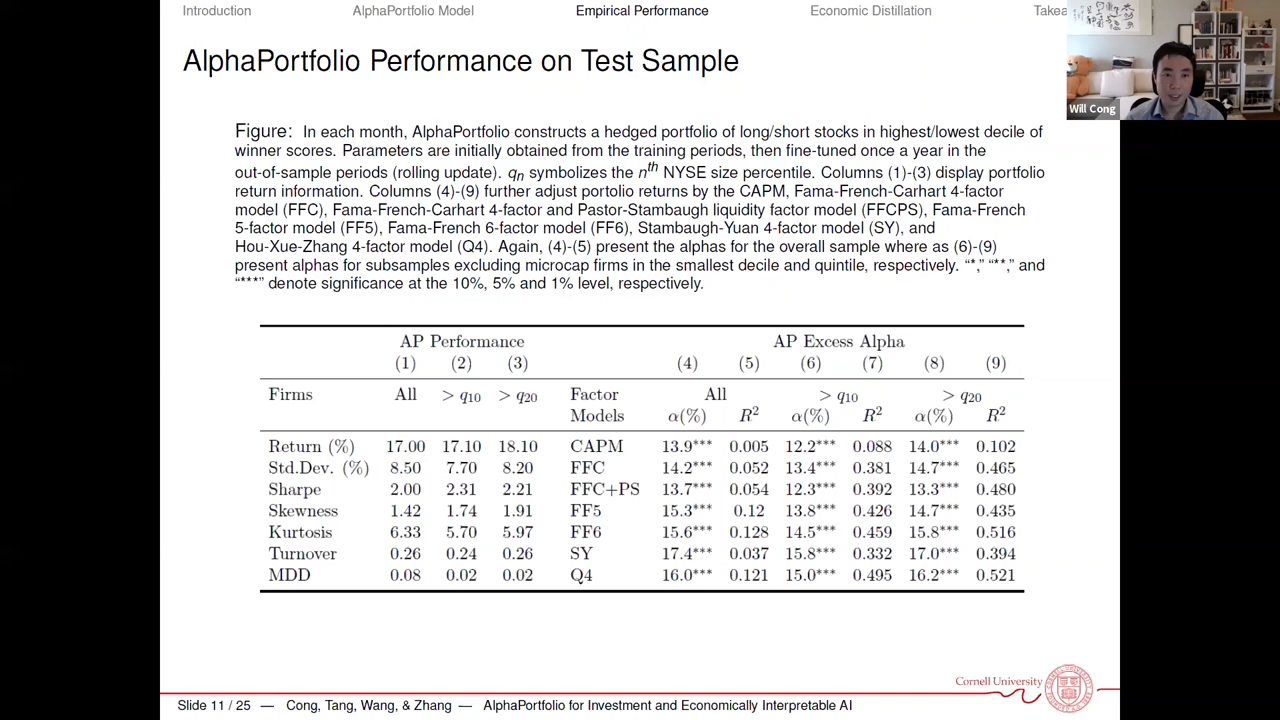 Introduction AlphaPortfolio Model Empirical Performance Economic Distillation Takea
AlphaPortfolio Performance on Test Sample
Will Cong
Figure: In each month, AlphaPortfolio constructs a hedged portfolio of long/short stocks in highest/lowest decile of
winner scores. Parameters are initially obtained from the training periods, then fine-tuned once a year in the
out-of-sample periods (rolling update). qn symbolizes the nth NYSE size percentile. Columns (1)-(3) display portfolio
return information. Columns (4)-(9) further adjust portolio returns by the CAPM, Fama-French-Carhart 4-factor
model (FFC), Fama-French-Carhart 4-factor and Pastor-Stambaugh liquidity factor model (FFCPS), Fama-French
5-factor model (FF5), Fama-French 6-factor model (FF6), Stambaugh-Yuan 4-factor model (SY), and
Hou-Xue-Zhang 4-factor model (Q4). Again, (4)-(5) present the alphas for the overall sample where as (6)-(9)
present alphas for subsamples excluding microcap firms in the smallest decile and quintile, respectively. “*,” “**,” and
“***” denote significance at the 10%, 5% and 1% level, respectively.
AP Performance AP Excess Alpha
(1) (2) (3) (4) (5) (6) (7) (8) (9)
Firms All > q10 > q20 Factor All > q10 > q20
Models α(%) R² α(%) R² α(%) R²
Return (%) 17.00 17.10 18.10 CAPM 13.9*** 0.005 12.2*** 0.088 14.0*** 0.102
Std.Dev. (%) 8.50 7.70 8.20 FFC 14.2*** 0.052 13.4*** 0.381 14.7*** 0.465
Sharpe 2.00 2.31 2.21 FFC+PS 13.7*** 0.054 12.3*** 0.392 13.3*** 0.480
Skewness 1.42 1.74 1.91 FF5 15.3*** 0.12 13.8*** 0.426 14.7*** 0.435
Kurtosis 6.33 5.70 5.97 FF6 15.6*** 0.128 14.5*** 0.459 15.8*** 0.516
Turnover 0.26 0.24 0.26 SY 17.4*** 0.037 15.8*** 0.332 17.0*** 0.394
MDD 0.08 0.02 0.02 Q4 16.0*** 0.121 15.0*** 0.495 16.2*** 0.521
Cornell University
Slide 11 / 25 — Cong, Tang, Wang, & Zhang — AlphaPortfolio for Investment and Economically Interpretable AI